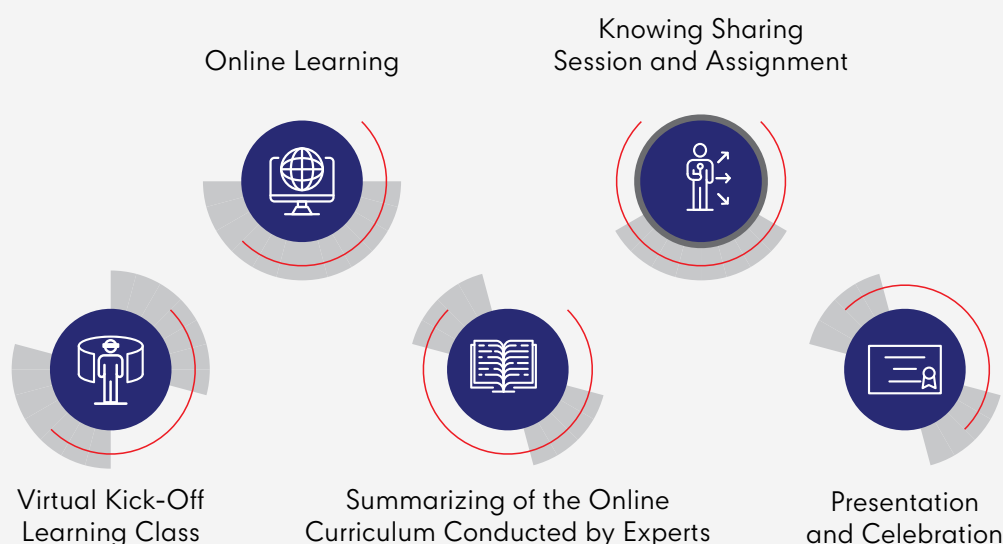 Online Learning
Knowing Sharing
Session and Assignment
Virtual Kick-Off
Learning Class
Summarizing of the Online
Curriculum Conducted by Experts
Presentation
and Celebration